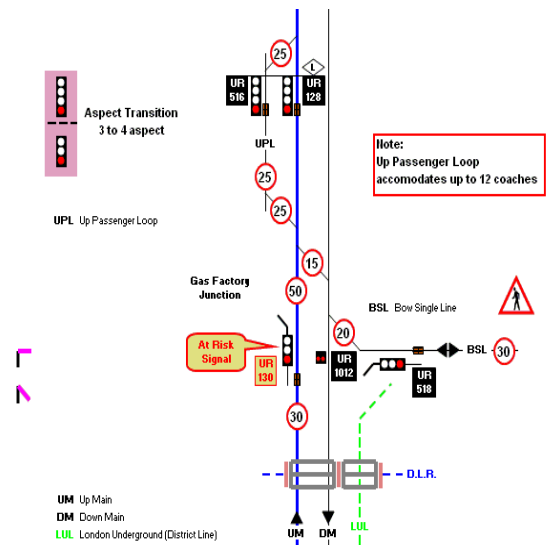 25
L
UR
516
UR
128
Aspect Transition
3 to 4 aspect
UPL
Note:
Up Passenger Loop
accomodates up to 12 coaches
25
25
UPL Up Passenger Loop
15
Gas Factory
Junction
50
BSL Bow Single Line
20
At Risk
Signal
UR
130
UR
1012
BSL
30
UR
518
30
D.L.R.
UM Up Main
DM Down Main
LUL London Underground (District Line)
UM
DM
LUL